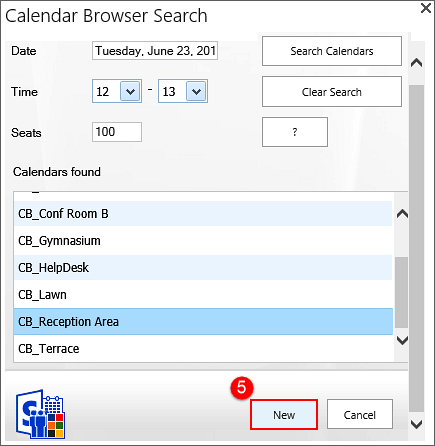 Calendar Browser Search
Date Tuesday, June 23, 201 Search Calendars
Time 12 - 13 Clear Search
Seats 100 ?
Calendars found
CB_Conf Room B
CB_Gymnasium
CB_HelpDesk
CB_Lawn
CB_Reception Area
CB_Terrace
5
New Cancel